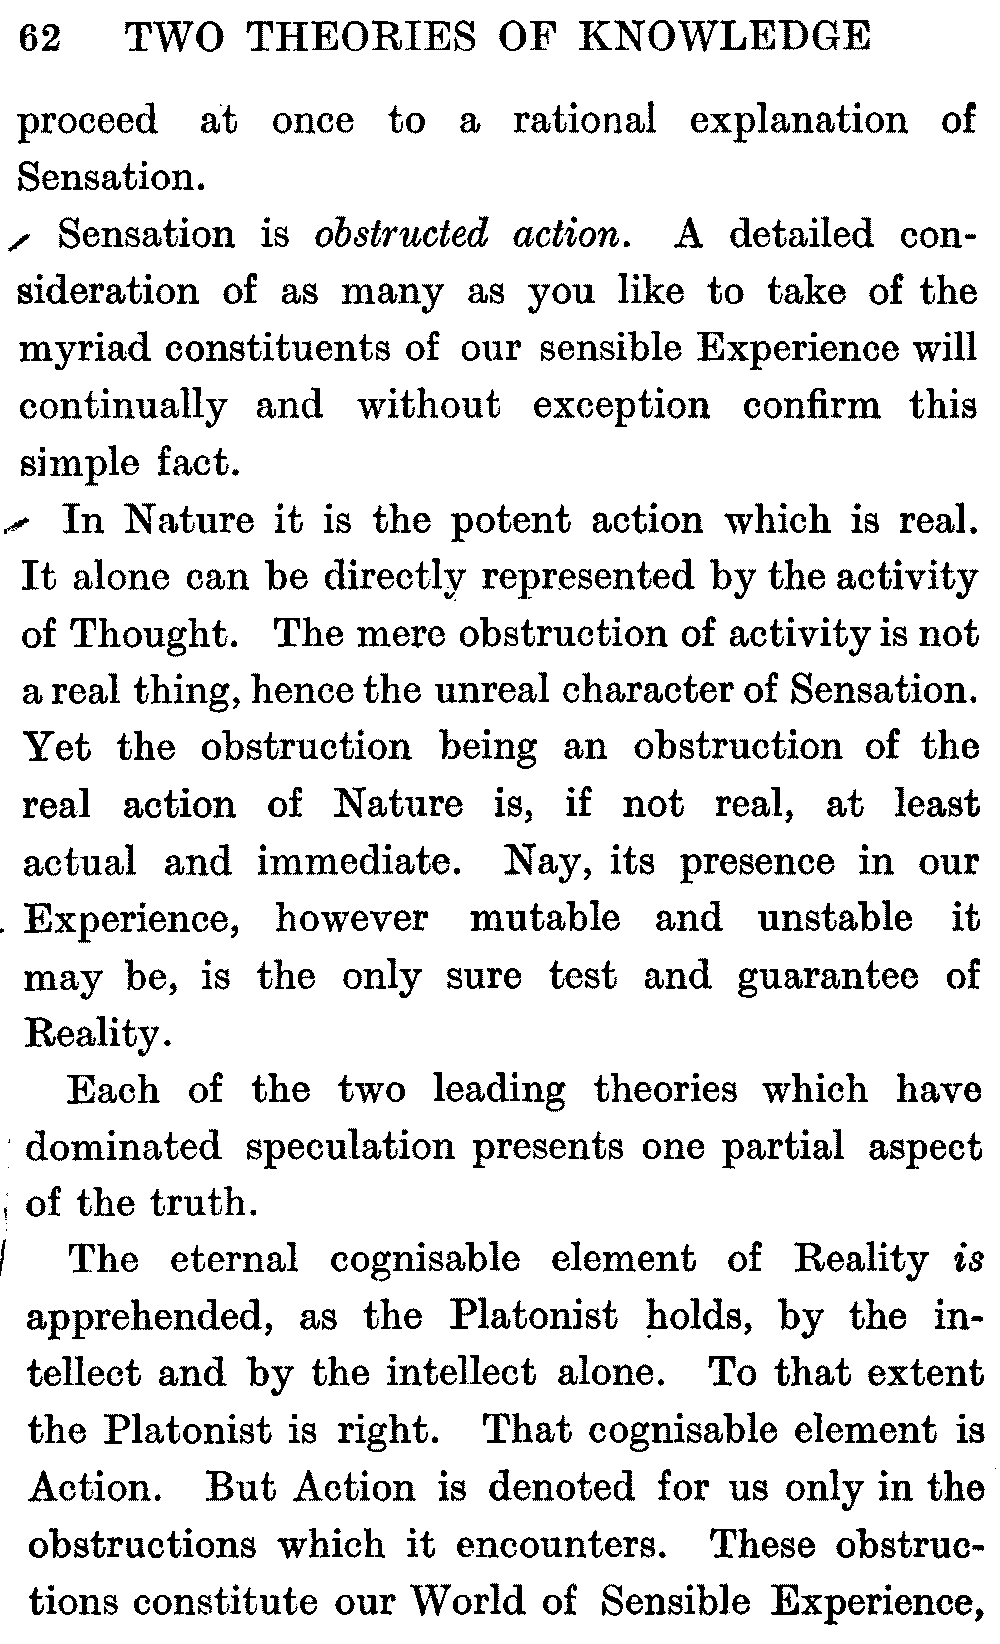 62 TWO THEORIES OF KNOWLEDGE
proceed at once to a rational explanation of
Sensation.
Sensation is obstructed action. A detailed con-
sideration of as many as you like to take of the
myriad constituents of our sensible Experience will
continually and without exception confirm this
simple fact.
In Nature it is the potent action which is real.
It alone can be directly represented by the activity
of Thought. The mere obstruction of activity is not
a real thing, hence the unreal character of Sensation.
Yet the obstruction being an obstruction of the
real action of Nature is, if not real, at least
actual and immediate. Nay, its presence in our
Experience, however mutable and unstable it
may be, is the only sure test and guarantee of
Reality.
Each of the two leading theories which have
dominated speculation presents one partial aspect
of the truth.
The eternal cognisable element of Reality is
apprehended, as the Platonist holds, by the in-
tellect and by the intellect alone. To that extent
the Platonist is right. That cognisable element is
Action. But Action is denoted for us only in the
obstructions which it encounters. These obstruc-
tions constitute our World of Sensible Experience,